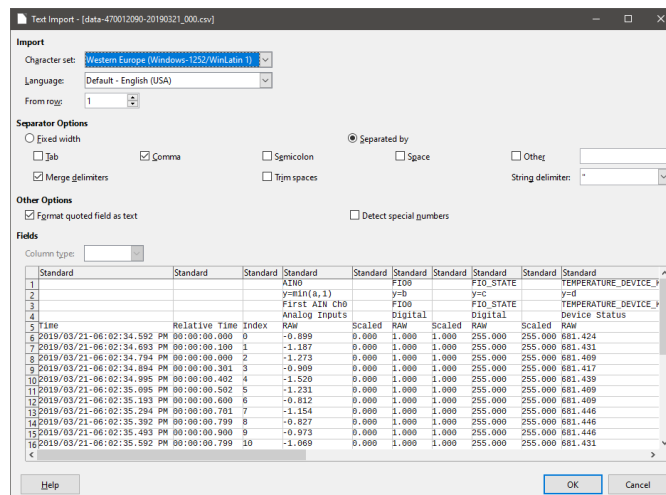 Text Import - [data-470012090-20190321_000.csv]
Import
Character set: Western Europe (Windows-1252/WinLatin 1)
Language: Default - English (USA)
From row: 1
Separator Options
Fixed width Separated by
Tab Comma Semicolon Space Other
Merge delimiters Trim spaces String delimiter: "
Other Options
Format quoted field as text Detect special numbers
Fields
Column type:
Standard Standard Standard Standard Standard Standard Standard Standard Standard Standard
1 AIN0 FIO0 FIO_STATE TEMPERATURE_DEVICE_K
2 y=min(a,1) y=b y=c y=d
3 First AIN Ch0 FIO0 FIO_STATE TEMPERATURE_DEVICE_K
4 Analog Inputs Digital Digital Device Status
5 Time Relative Time Index RAW Scaled RAW Scaled RAW Scaled RAW
6 2019/03/21-06:02:34.592 PM 00:00:00.000 0 -0.899 0.000 1.000 1.000 255.000 255.000 681.424
7 2019/03/21-06:02:34.693 PM 00:00:00.100 1 -1.187 0.000 1.000 1.000 255.000 255.000 681.431
8 2019/03/21-06:02:34.794 PM 00:00:00.000 2 -1.273 0.000 1.000 1.000 255.000 255.000 681.409
9 2019/03/21-06:02:34.894 PM 00:00:00.301 3 -0.909 0.000 1.000 1.000 255.000 255.000 681.417
10 2019/03/21-06:02:34.995 PM 00:00:00.402 4 -1.520 0.000 1.000 1.000 255.000 255.000 681.439
11 2019/03/21-06:02:35.095 PM 00:00:00.502 5 -1.231 0.000 1.000 1.000 255.000 255.000 681.409
12 2019/03/21-06:02:35.193 PM 00:00:00.600 6 -0.812 0.000 1.000 1.000 255.000 255.000 681.409
13 2019/03/21-06:02:35.294 PM 00:00:00.701 7 -1.154 0.000 1.000 1.000 255.000 255.000 681.446
14 2019/03/21-06:02:35.392 PM 00:00:00.799 8 -0.827 0.000 1.000 1.000 255.000 255.000 681.446
15 2019/03/21-06:02:35.493 PM 00:00:00.900 9 -0.973 0.000 1.000 1.000 255.000 255.000 681.446
16 2019/03/21-06:02:35.592 PM 00:00:00.799 10 -1.069 0.000 1.000 1.000 255.000 255.000 681.431
Help OK Cancel